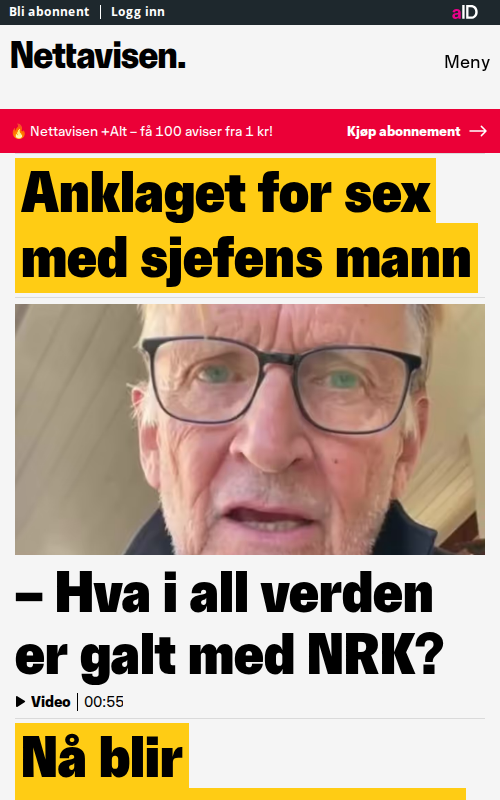 Bli abonnent | Logg inn
aID
Nettavisen.
Meny
🔥 Nettavisen +Alt – få 100 aviser fra 1 kr!
Kjøp abonnement →
Anklaget for sex
med sjefens mann
– Hva i all verden
er galt med NRK?
Video | 00:55
Nå blir